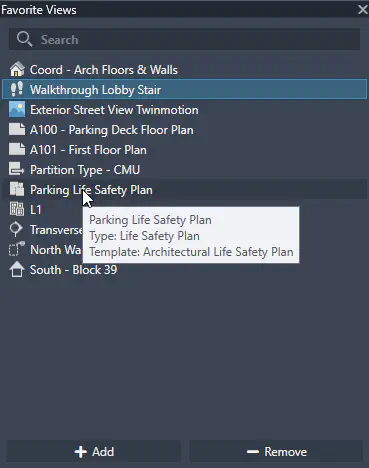 Favorite Views
Search
Coord - Arch Floors & Walls
Walkthrough Lobby Stair
Exterior Street View Twinmotion
A100 - Parking Deck Floor Plan
A101 - First Floor Plan
Partition Type - CMU
Parking Life Safety Plan
L1
Transverse
North Wa
South - Block 39
Parking Life Safety Plan
Type: Life Safety Plan
Template: Architectural Life Safety Plan
Add
Remove